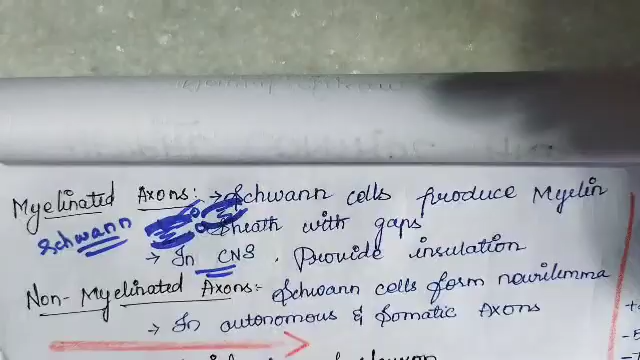 Myelinated Axons: → Schwann cells produce Myelin
Schwann Sheath with gaps
→ In CNS, Provide insulation
Non-Myelinated Axons:- Schwann cells form nourilemma
→ In autonomous & Somatic Axons